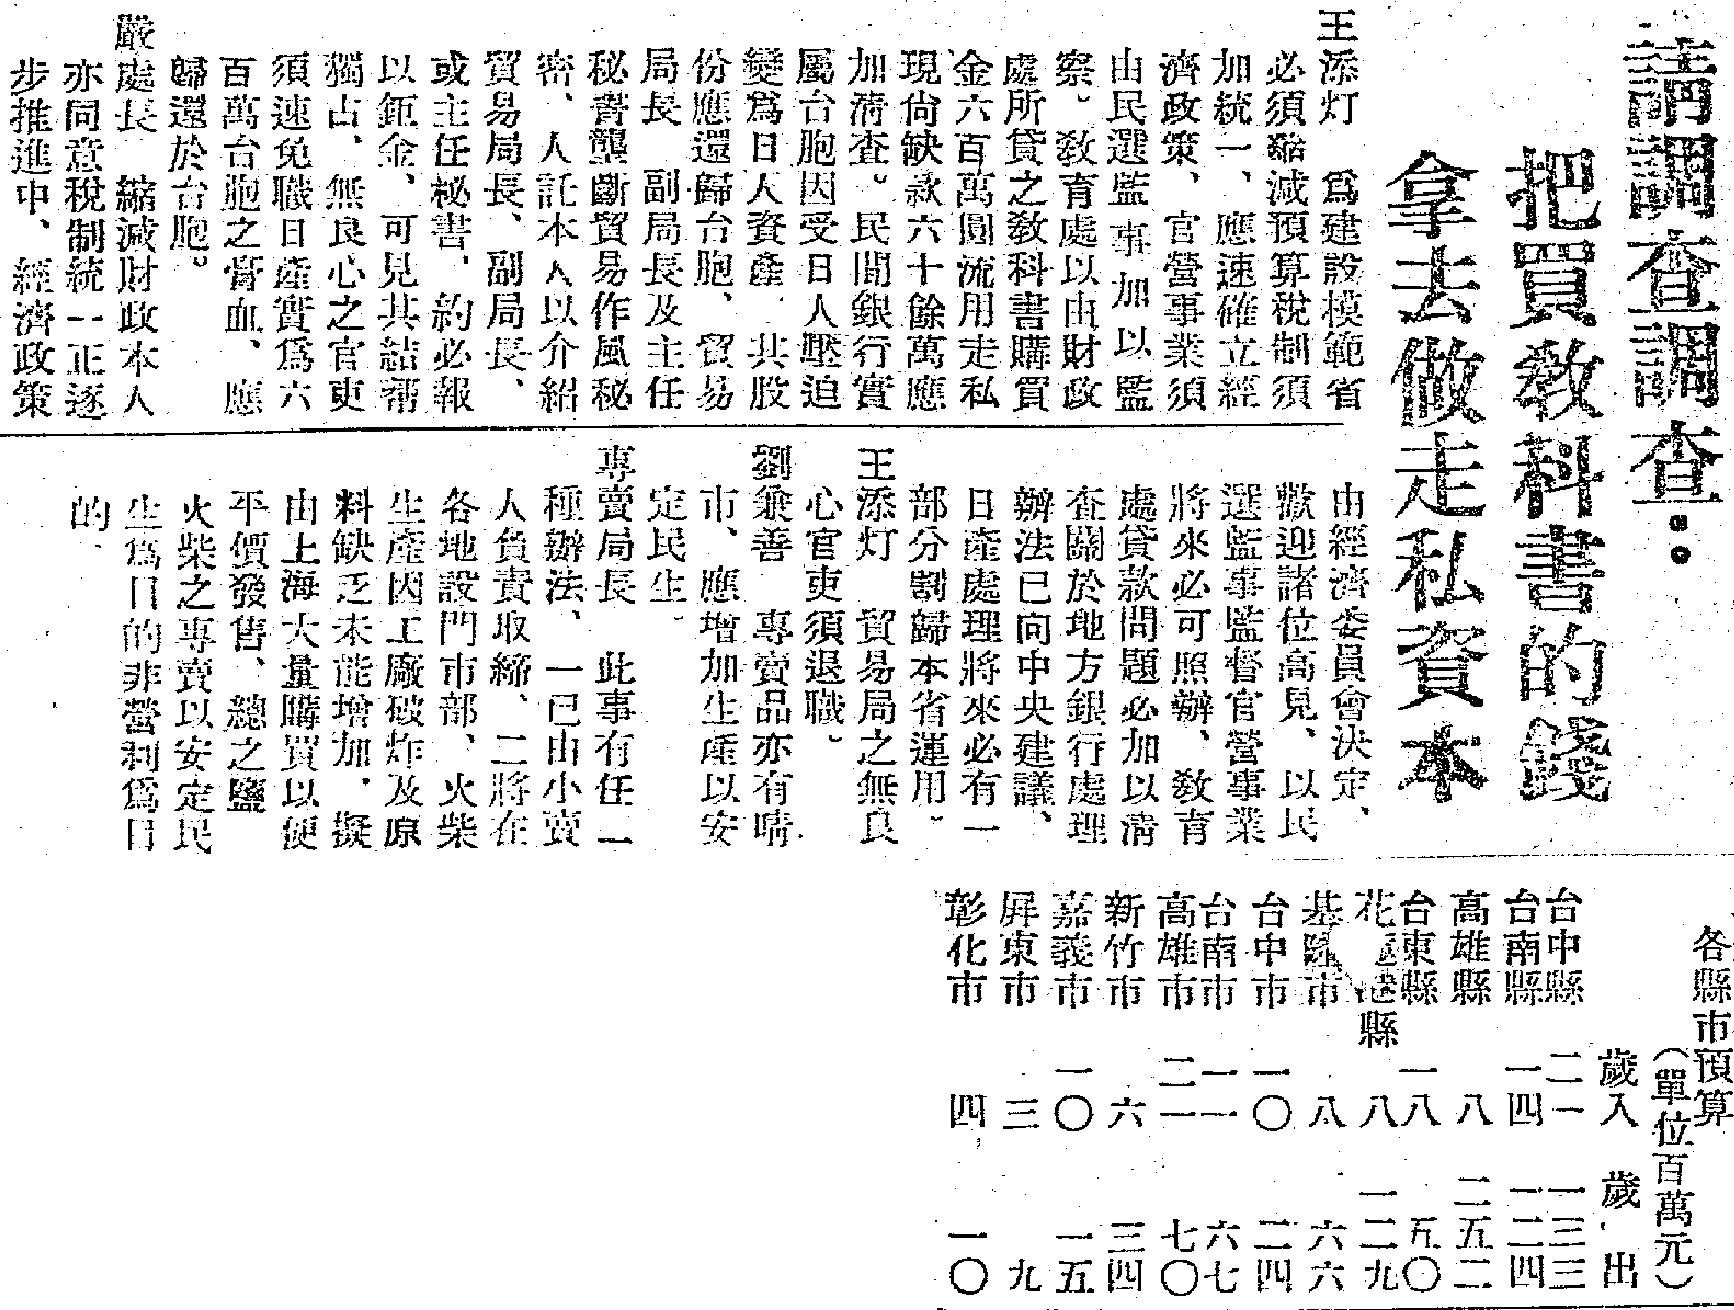 請調查調查：
把買教科書的錢
拿去做走私資本
王添灯　爲建設模範省
必須縮減預算稅制須
加統一、應速確立經
濟政策、官營事業須
由民選監事加以監
察。教育處以由財政
處所貸之教科書購買
金六百萬圓流用走私
現尙缺款六十餘萬應
加淸查。民間銀行實
屬台胞因受日人壓迫
變爲日人資產、其股
份應還歸台胞、貿易
局長　副局長及主任
秘書壟斷貿易作風秘
密、人託本人以介紹
貿易局長、副局長、
或主任秘書、約必報
以鉅金、可見其結帶
獨占、無良心之官吏
須速免職日產實爲六
百萬台胞之膏血、應
歸還於台胞。
嚴處長　縮減財政本人
亦同意稅制統一正逐
步推進中、經濟政策
由經濟委員會決定、
歡迎諸位高見、以民
選監事監督官營事業
將來必可照辦、教育
處貸款問題必加以淸
查關於地方銀行處理
辦法已向中央建議、
日產處理將來必有一
部分割歸本省運用。
王添灯　貿易局之無良
心官吏須退職。
劉兼善　專賣品亦有啨
市、應增加生產以安
定民生。
專賣局長　此事有任一
種辦法、一已由小賣
人負責取締、二將在
各地設門市部、火柴
生產因工廠破炸及原
料缺乏未能增加、擬
由上海大量購買以便
平價發售、總之鹽
火柴之專賣以安定民
生爲目的非營利爲目
的、
各縣市預算
（單位百萬元）
歲入　歲出
台中縣　二一　一三三
台南縣　一四　一二四
高雄縣　八　二五二
台東縣　一八　五〇
花　港縣　八　一二九
基隆市　八　六六
台中市　一〇　二四
台南市　一一　六七
高雄市　二一　七〇
新竹市　六　三四
嘉義市　一〇　一五
屏東市　三　九
彰化市　四　一〇